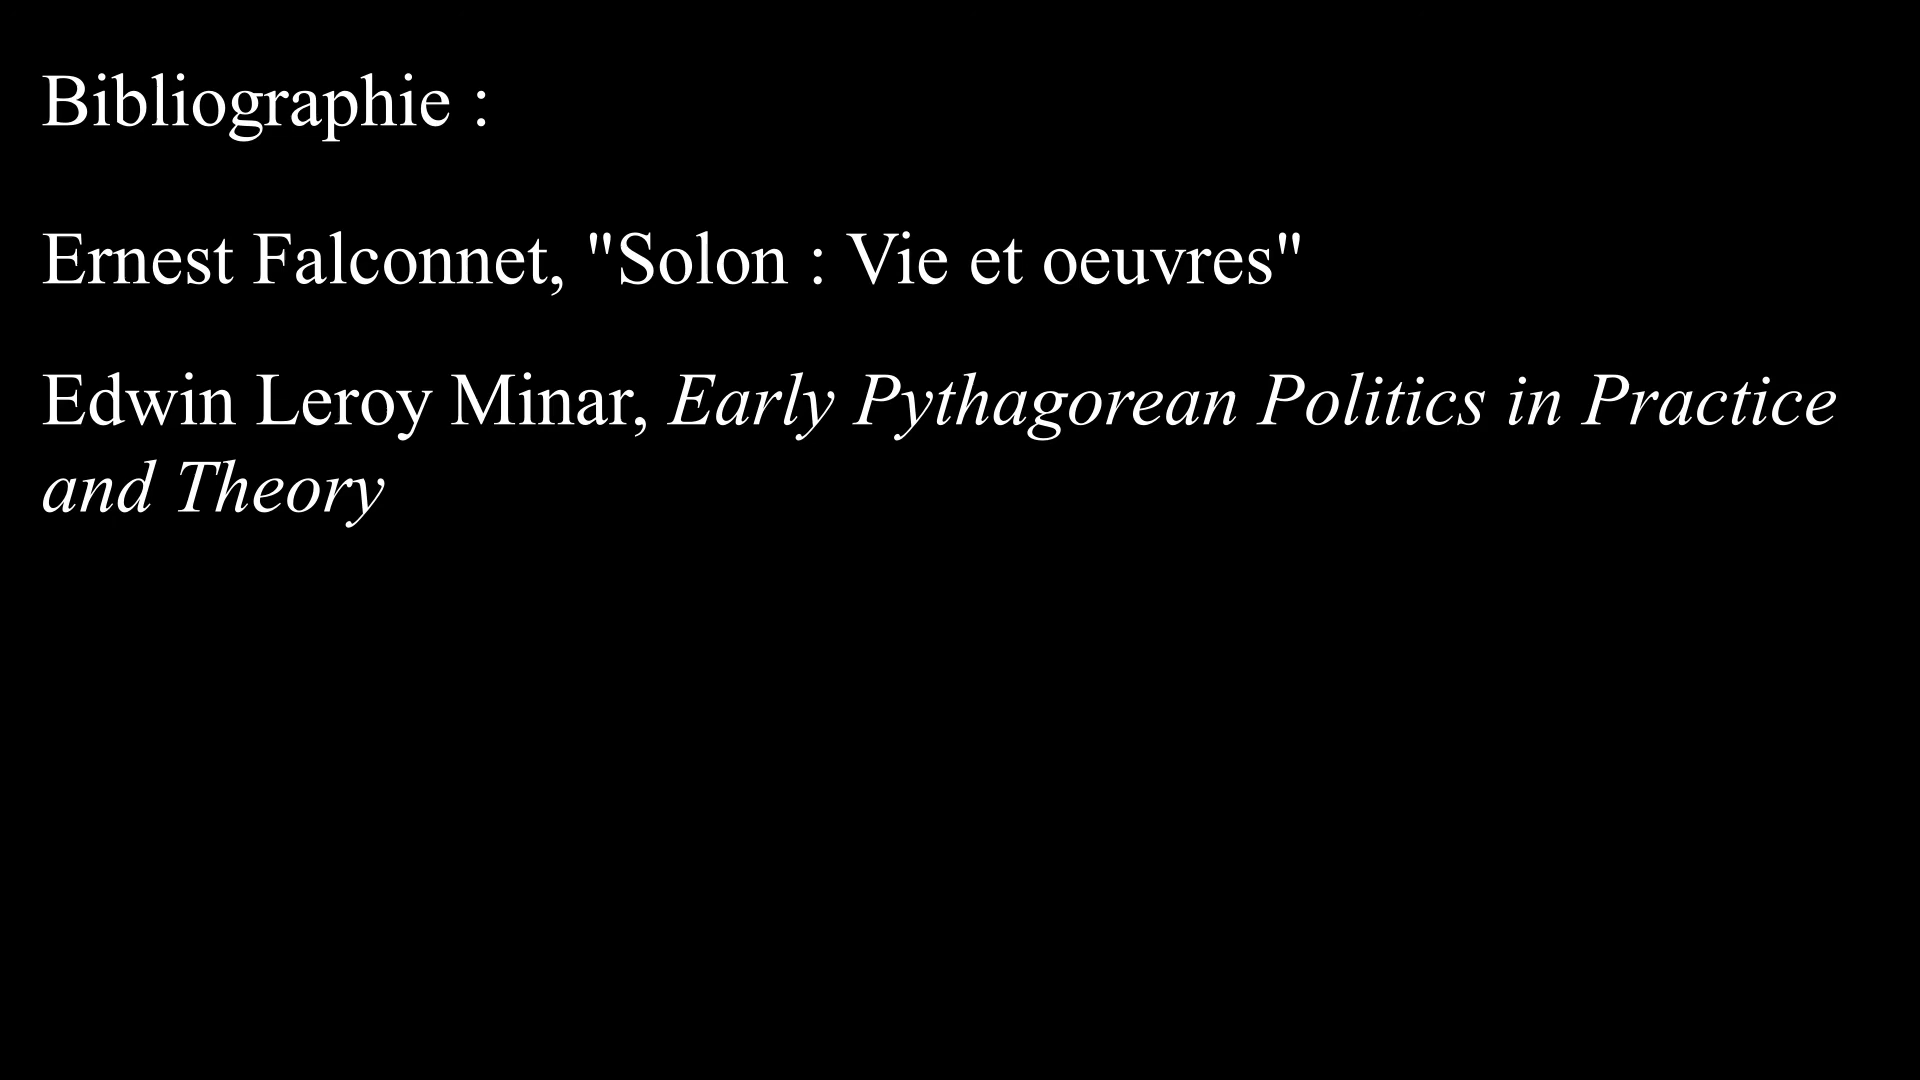 Bibliographie :
Ernest Falconnet, "Solon : Vie et oeuvres"
Edwin Leroy Minar, Early Pythagorean Politics in Practice
and Theory